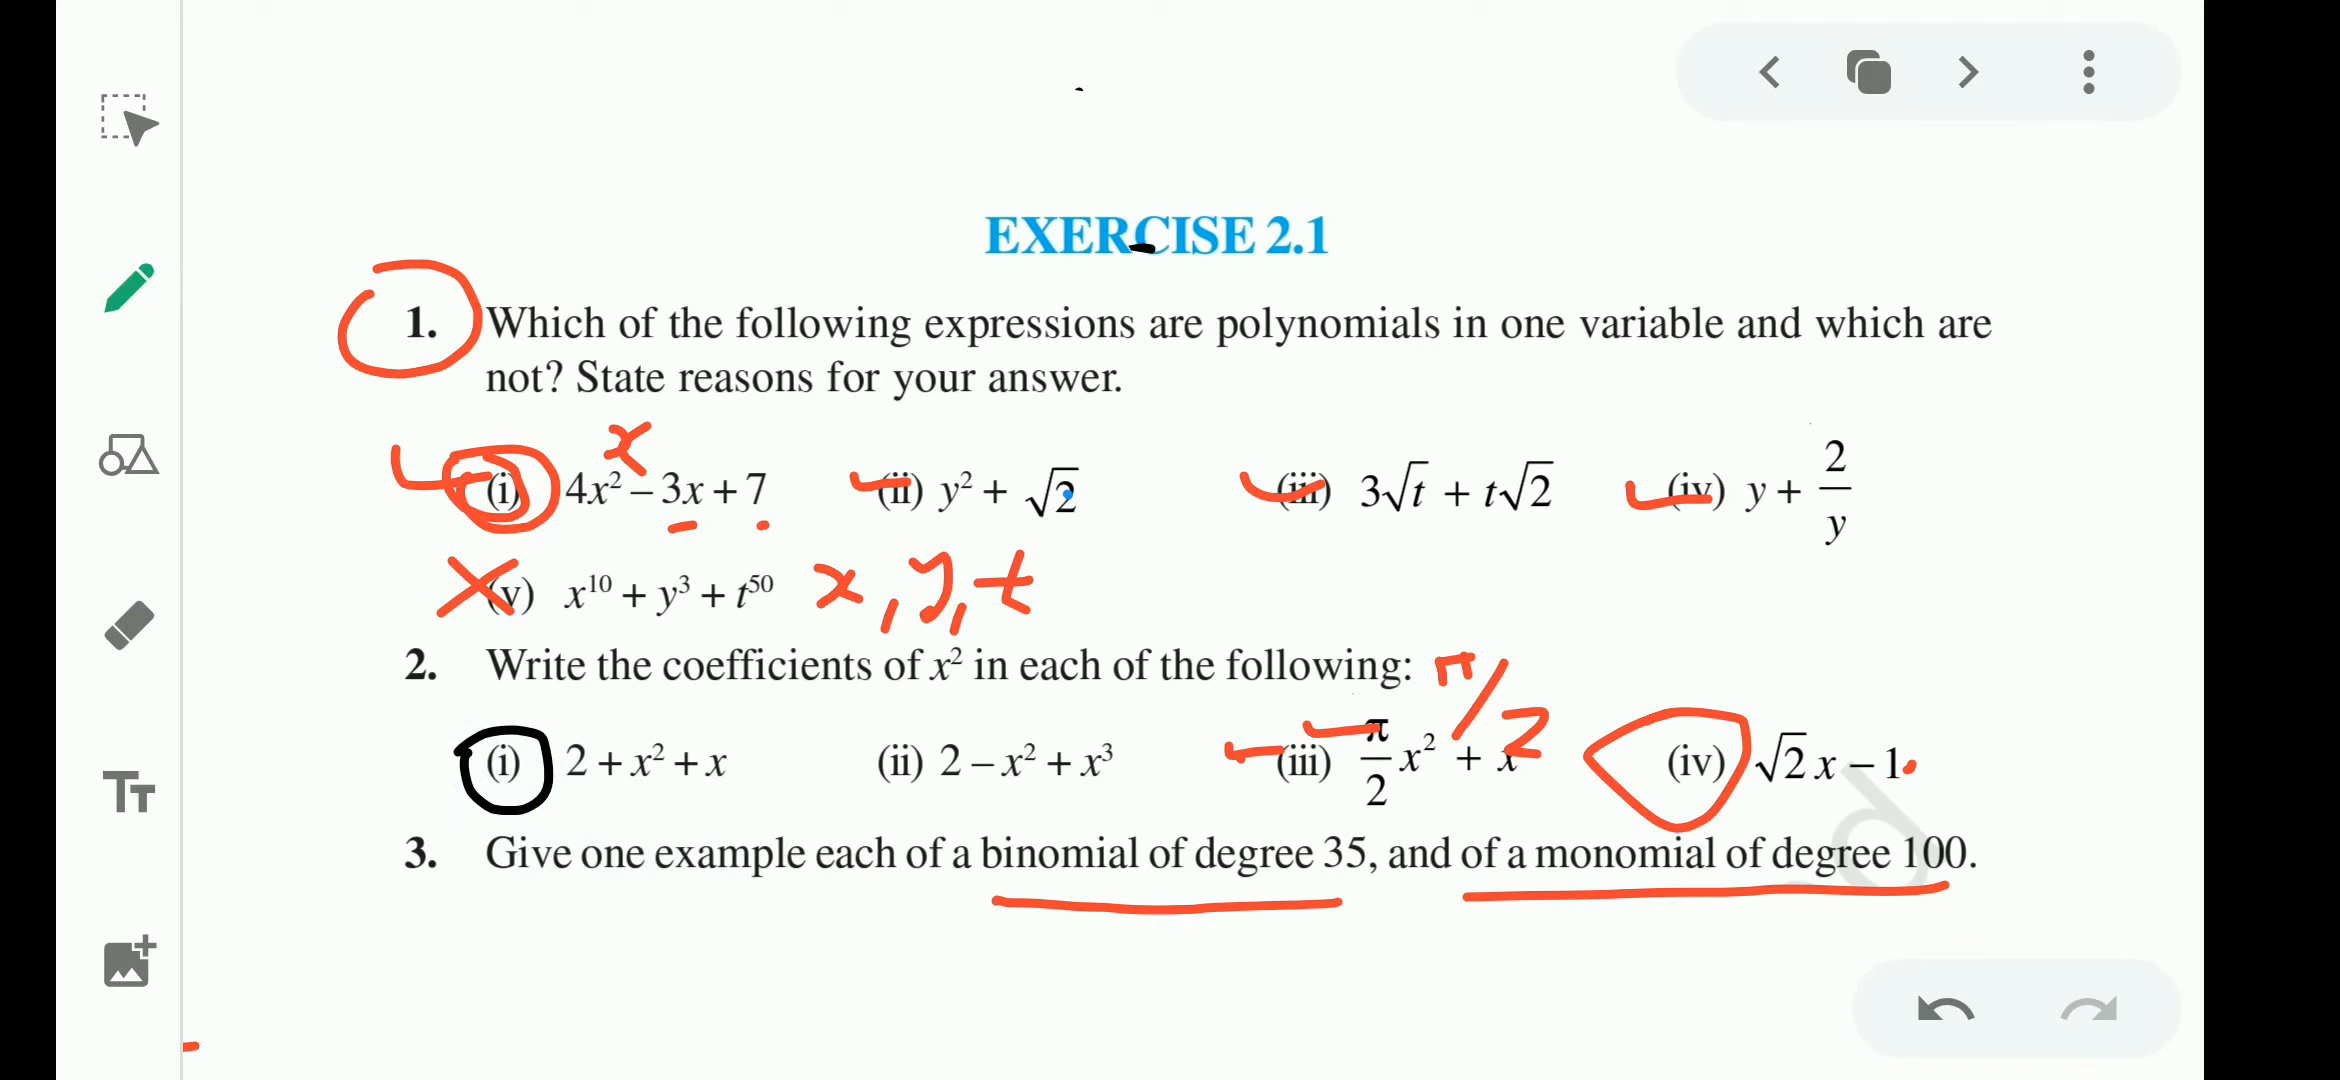 EXERCISE 2.1
1. Which of the following expressions are polynomials in one variable and which are
not? State reasons for your answer.
x
(i) 4x² – 3x + 7 (ii) y² + √2 (iii) 3√t + t√2 (iv) y + 2/y
(v) x¹⁰ + y³ + t⁵⁰ x, y, t
2. Write the coefficients of x² in each of the following: π/2
(i) 2 + x² + x (ii) 2 – x² + x³ (iii) π/2 x² + x (iv) √2 x – 1
3. Give one example each of a binomial of degree 35, and of a monomial of degree 100.